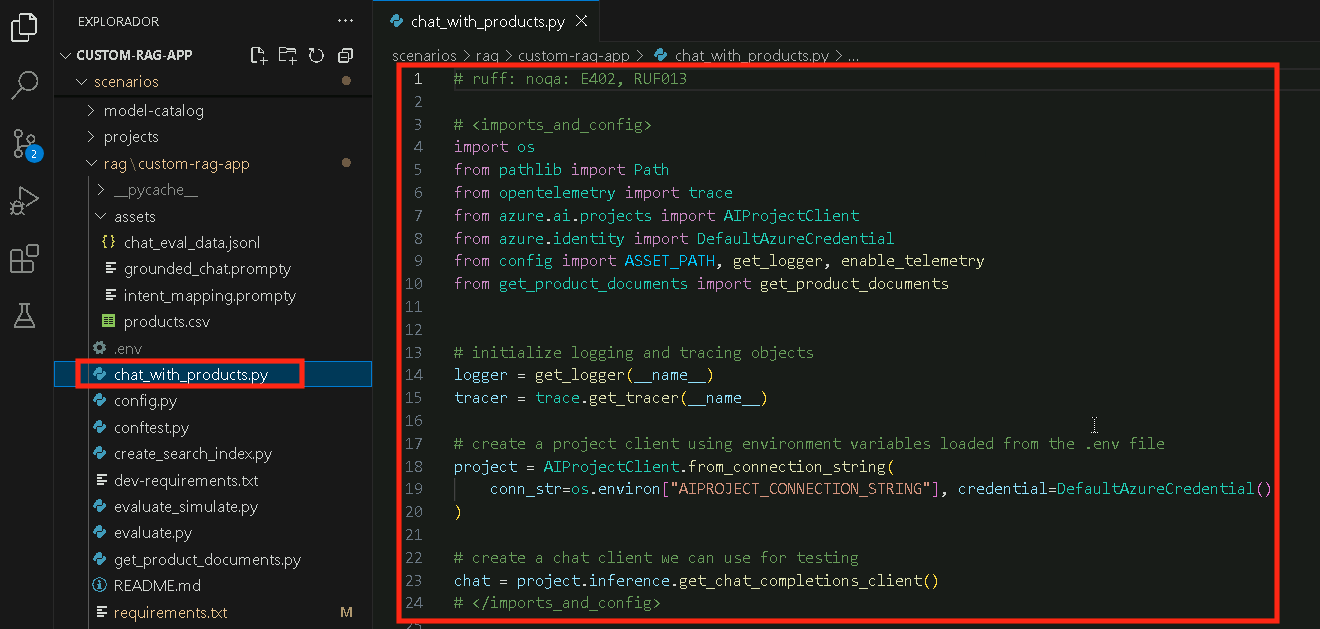 EXPLORADOR
CUSTOM-RAG-APP
scenarios
model-catalog
projects
rag\custom-rag-app
__pycache__
assets
{} chat_eval_data.jsonl
grounded_chat.prompty
intent_mapping.prompty
products.csv
.env
chat_with_products.py
config.py
conftest.py
create_search_index.py
dev-requirements.txt
evaluate_simulate.py
evaluate.py
get_product_documents.py
README.md
requirements.txt M
2
chat_with_products.py
scenarios > rag > custom-rag-app > chat_with_products.py > ...
1 # ruff: noqa: E402, RUF013
2
3 # <imports_and_config>
4 import os
5 from pathlib import Path
6 from opentelemetry import trace
7 from azure.ai.projects import AIProjectClient
8 from azure.identity import DefaultAzureCredential
9 from config import ASSET_PATH, get_logger, enable_telemetry
10 from get_product_documents import get_product_documents
11
12
13 # initialize logging and tracing objects
14 logger = get_logger(__name__)
15 tracer = trace.get_tracer(__name__)
16
17 # create a project client using environment variables loaded from the .env file
18 project = AIProjectClient.from_connection_string(
19 conn_str=os.environ["AIPROJECT_CONNECTION_STRING"], credential=DefaultAzureCredential()
20 )
21
22 # create a chat client we can use for testing
23 chat = project.inference.get_chat_completions_client()
24 # </imports_and_config>
25